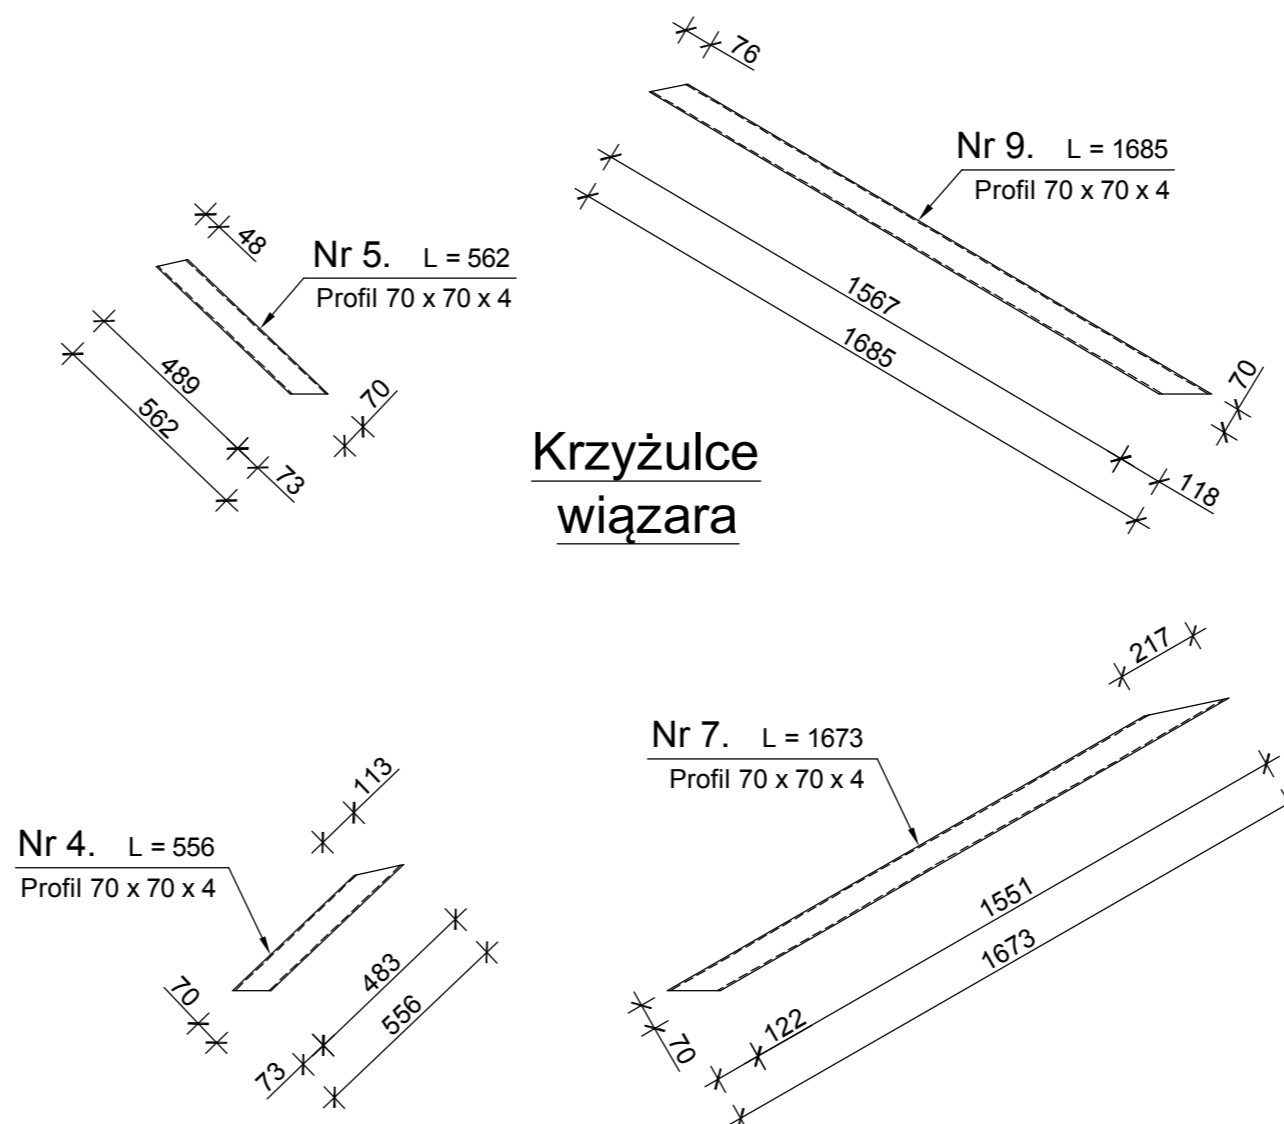 76
Nr 9. L = 1685
Profil 70 x 70 x 4
1567
1685
70
118
48
Nr 5. L = 562
Profil 70 x 70 x 4
489
562
70
73
Krzyżulce
wiązara
217
Nr 7. L = 1673
Profil 70 x 70 x 4
1551
1673
122
70
113
Nr 4. L = 556
Profil 70 x 70 x 4
483
556
70
73